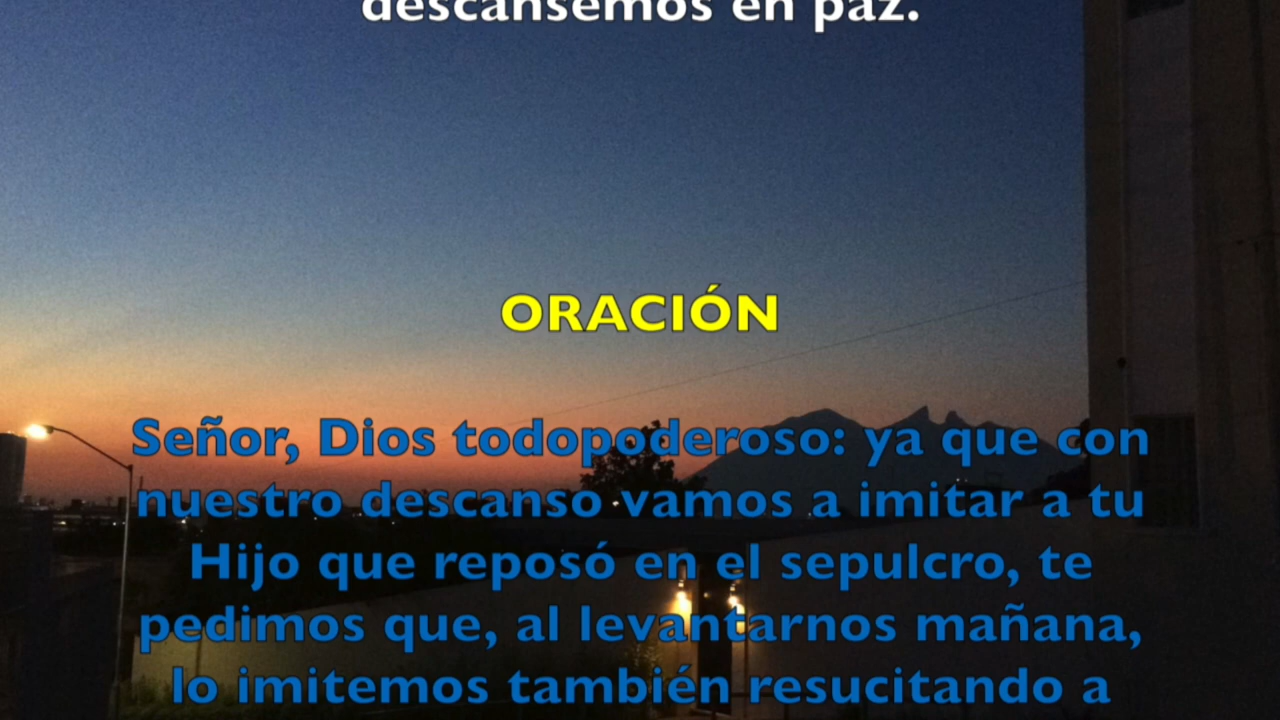 descansemos en paz.
ORACIÓN
Señor, Dios todopoderoso: ya que con
nuestro descanso vamos a imitar a tu
Hijo que reposó en el sepulcro, te
pedimos que, al levantarnos mañana,
lo imitemos también resucitando a